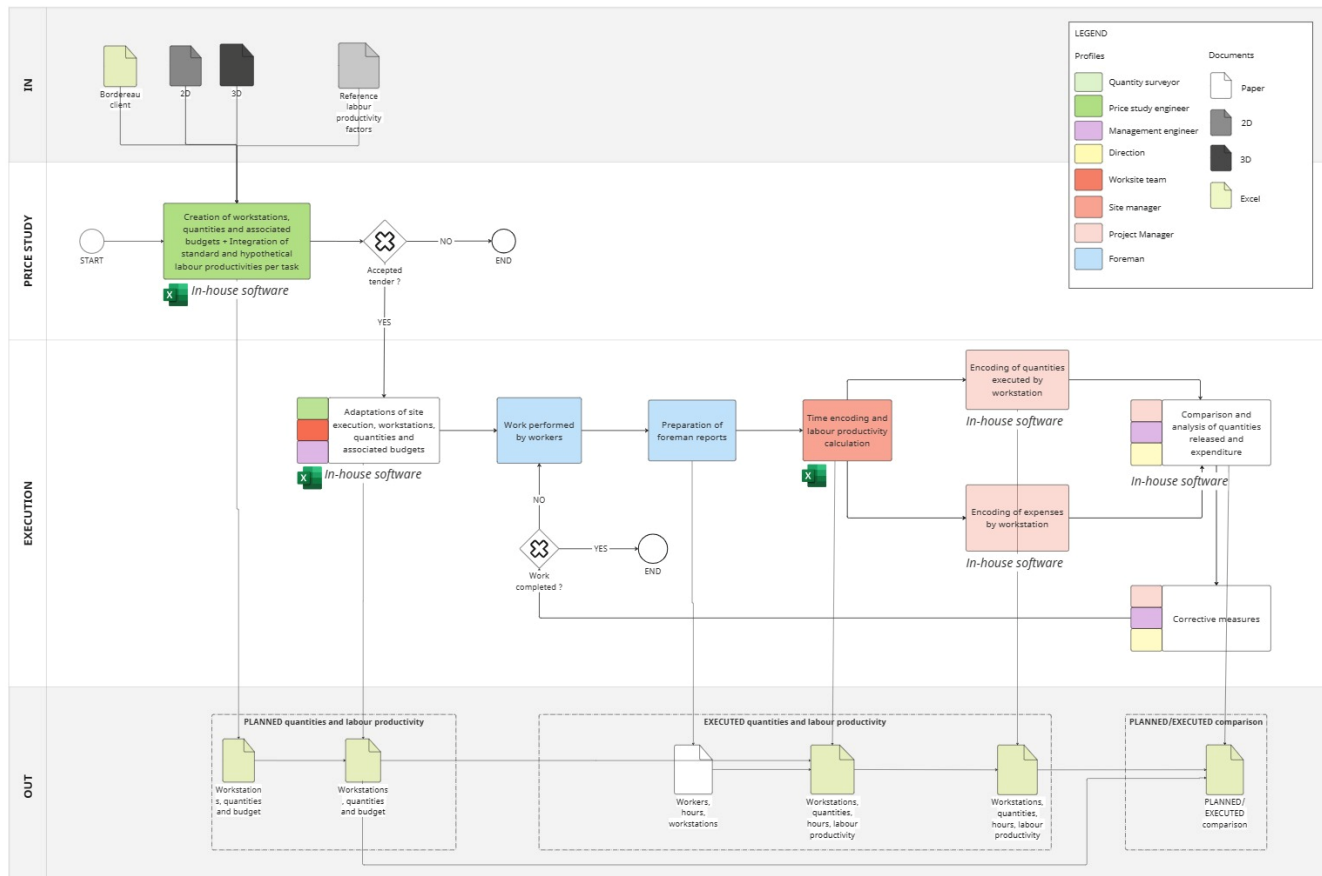 IN
Bordereau
client
2D
3D
Reference
labour
productivity
factors
LEGEND
Profiles
Documents
Quantity surveyor
Price study engineer
Management engineer
Direction
Worksite team
Site manager
Project Manager
Foreman
Paper
2D
3D
Excel
PRICE STUDY
START
Creation of workstations,
quantities and associated
budgets + Integration of
standard and hypothetical
labour productivities per task
X
In-house software
Accepted
tender ?
NO
END
YES
EXECUTION
Adaptations of site
execution, workstations,
quantities and
associated budgets
X
In-house software
Work performed
by workers
Preparation of
foreman reports
Time encoding and
labour productivity
calculation
X
Encoding of quantities
executed by
workstation
In-house software
Encoding of expenses
by workstation
In-house software
Comparison and
analysis of quantities
released and
expenditure
In-house software
NO
YES
END
Work
completed ?
Corrective measures
OUT
PLANNED quantities and labour productivity
Workstation
s, quantities
and budget
Workstations
, quantities
and budget
EXECUTED quantities and labour productivity
Workers,
hours,
workstations
Workstations,
quantities,
hours, labour
productivity
Workstations,
quantities,
hours, labour
productivity
PLANNED/EXECUTED comparison
PLANNED/
EXECUTED
comparison